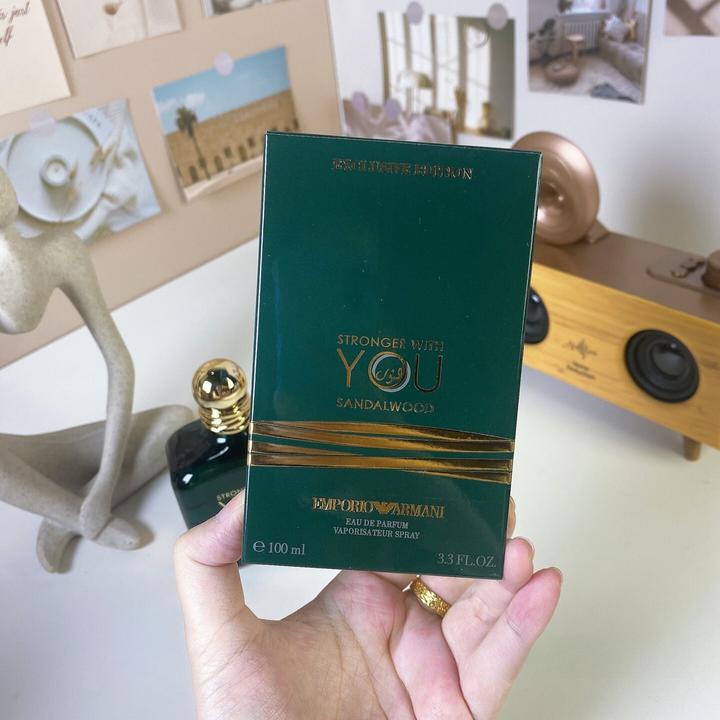 EXCLUSIVE EDITION
STRONGER WITH
YOU
SANDALWOOD
EMPORIO ARMANI
EAU DE PARFUM
VAPORISATEUR SPRAY
℮ 100 ml
3.3 FL.OZ.